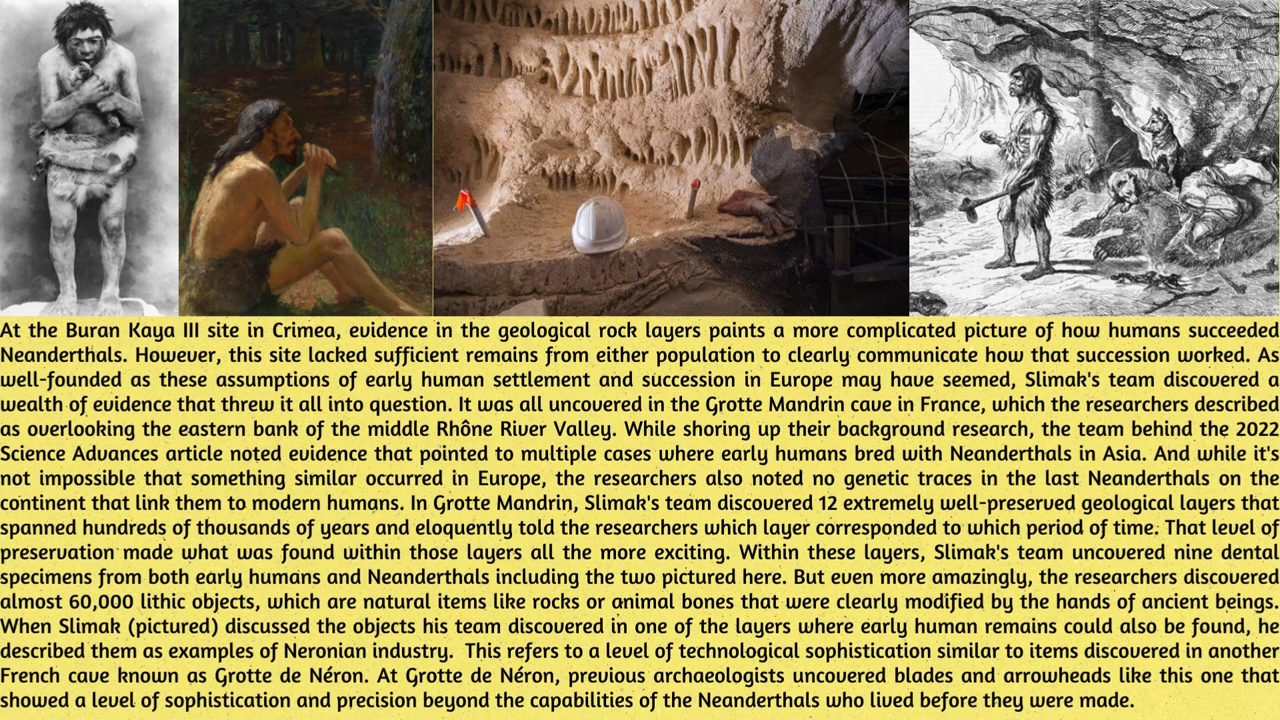 At the Buran Kaya III site in Crimea, evidence in the geological rock layers paints a more complicated picture of how humans succeeded
Neanderthals. However, this site lacked sufficient remains from either population to clearly communicate how that succession worked. As
well-founded as these assumptions of early human settlement and succession in Europe may have seemed, Slimak's team discovered a
wealth of evidence that threw it all into question. It was all uncovered in the Grotte Mandrin cave in France, which the researchers described
as overlooking the eastern bank of the middle Rhône River Valley. While shoring up their background research, the team behind the 2022
Science Advances article noted evidence that pointed to multiple cases where early humans bred with Neanderthals in Asia. And while it's
not impossible that something similar occurred in Europe, the researchers also noted no genetic traces in the last Neanderthals on the
continent that link them to modern humans. In Grotte Mandrin, Slimak's team discovered 12 extremely well-preserved geological layers that
spanned hundreds of thousands of years and eloquently told the researchers which layer corresponded to which period of time. That level of
preservation made what was found within those layers all the more exciting. Within these layers, Slimak's team uncovered nine dental
specimens from both early humans and Neanderthals including the two pictured here. But even more amazingly, the researchers discovered
almost 60,000 lithic objects, which are natural items like rocks or animal bones that were clearly modified by the hands of ancient beings.
When Slimak (pictured) discussed the objects his team discovered in one of the layers where early human remains could also be found, he
described them as examples of Neronian industry. This refers to a level of technological sophistication similar to items discovered in another
French cave known as Grotte de Néron. At Grotte de Néron, previous archaeologists uncovered blades and arrowheads like this one that
showed a level of sophistication and precision beyond the capabilities of the Neanderthals who lived before they were made.